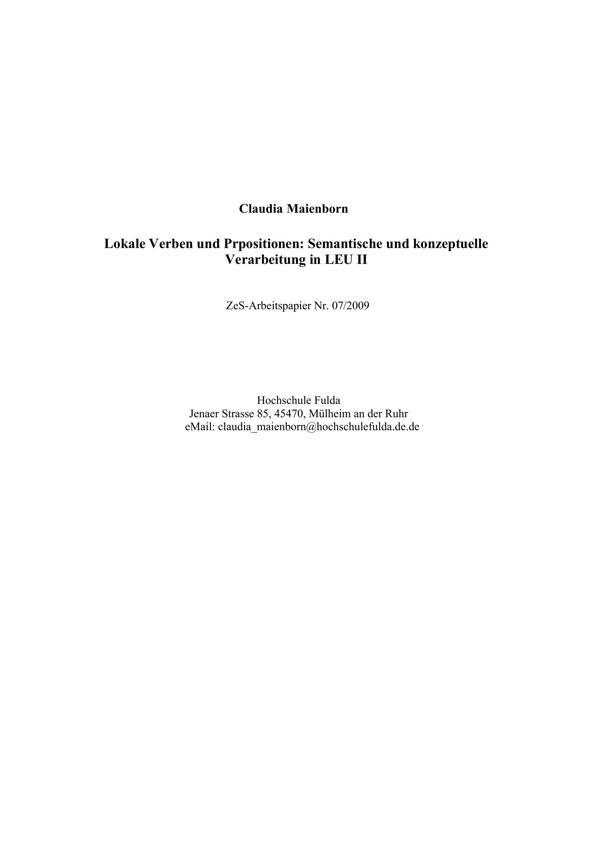 Claudia Maienborn
Lokale Verben und Prpositionen: Semantische und konzeptuelle
Verarbeitung in LEU II
ZeS-Arbeitspapier Nr. 07/2009
Hochschule Fulda
Jenaer Strasse 85, 45470, Mülheim an der Ruhr
eMail: claudia_maienborn@hochschulefulda.de.de